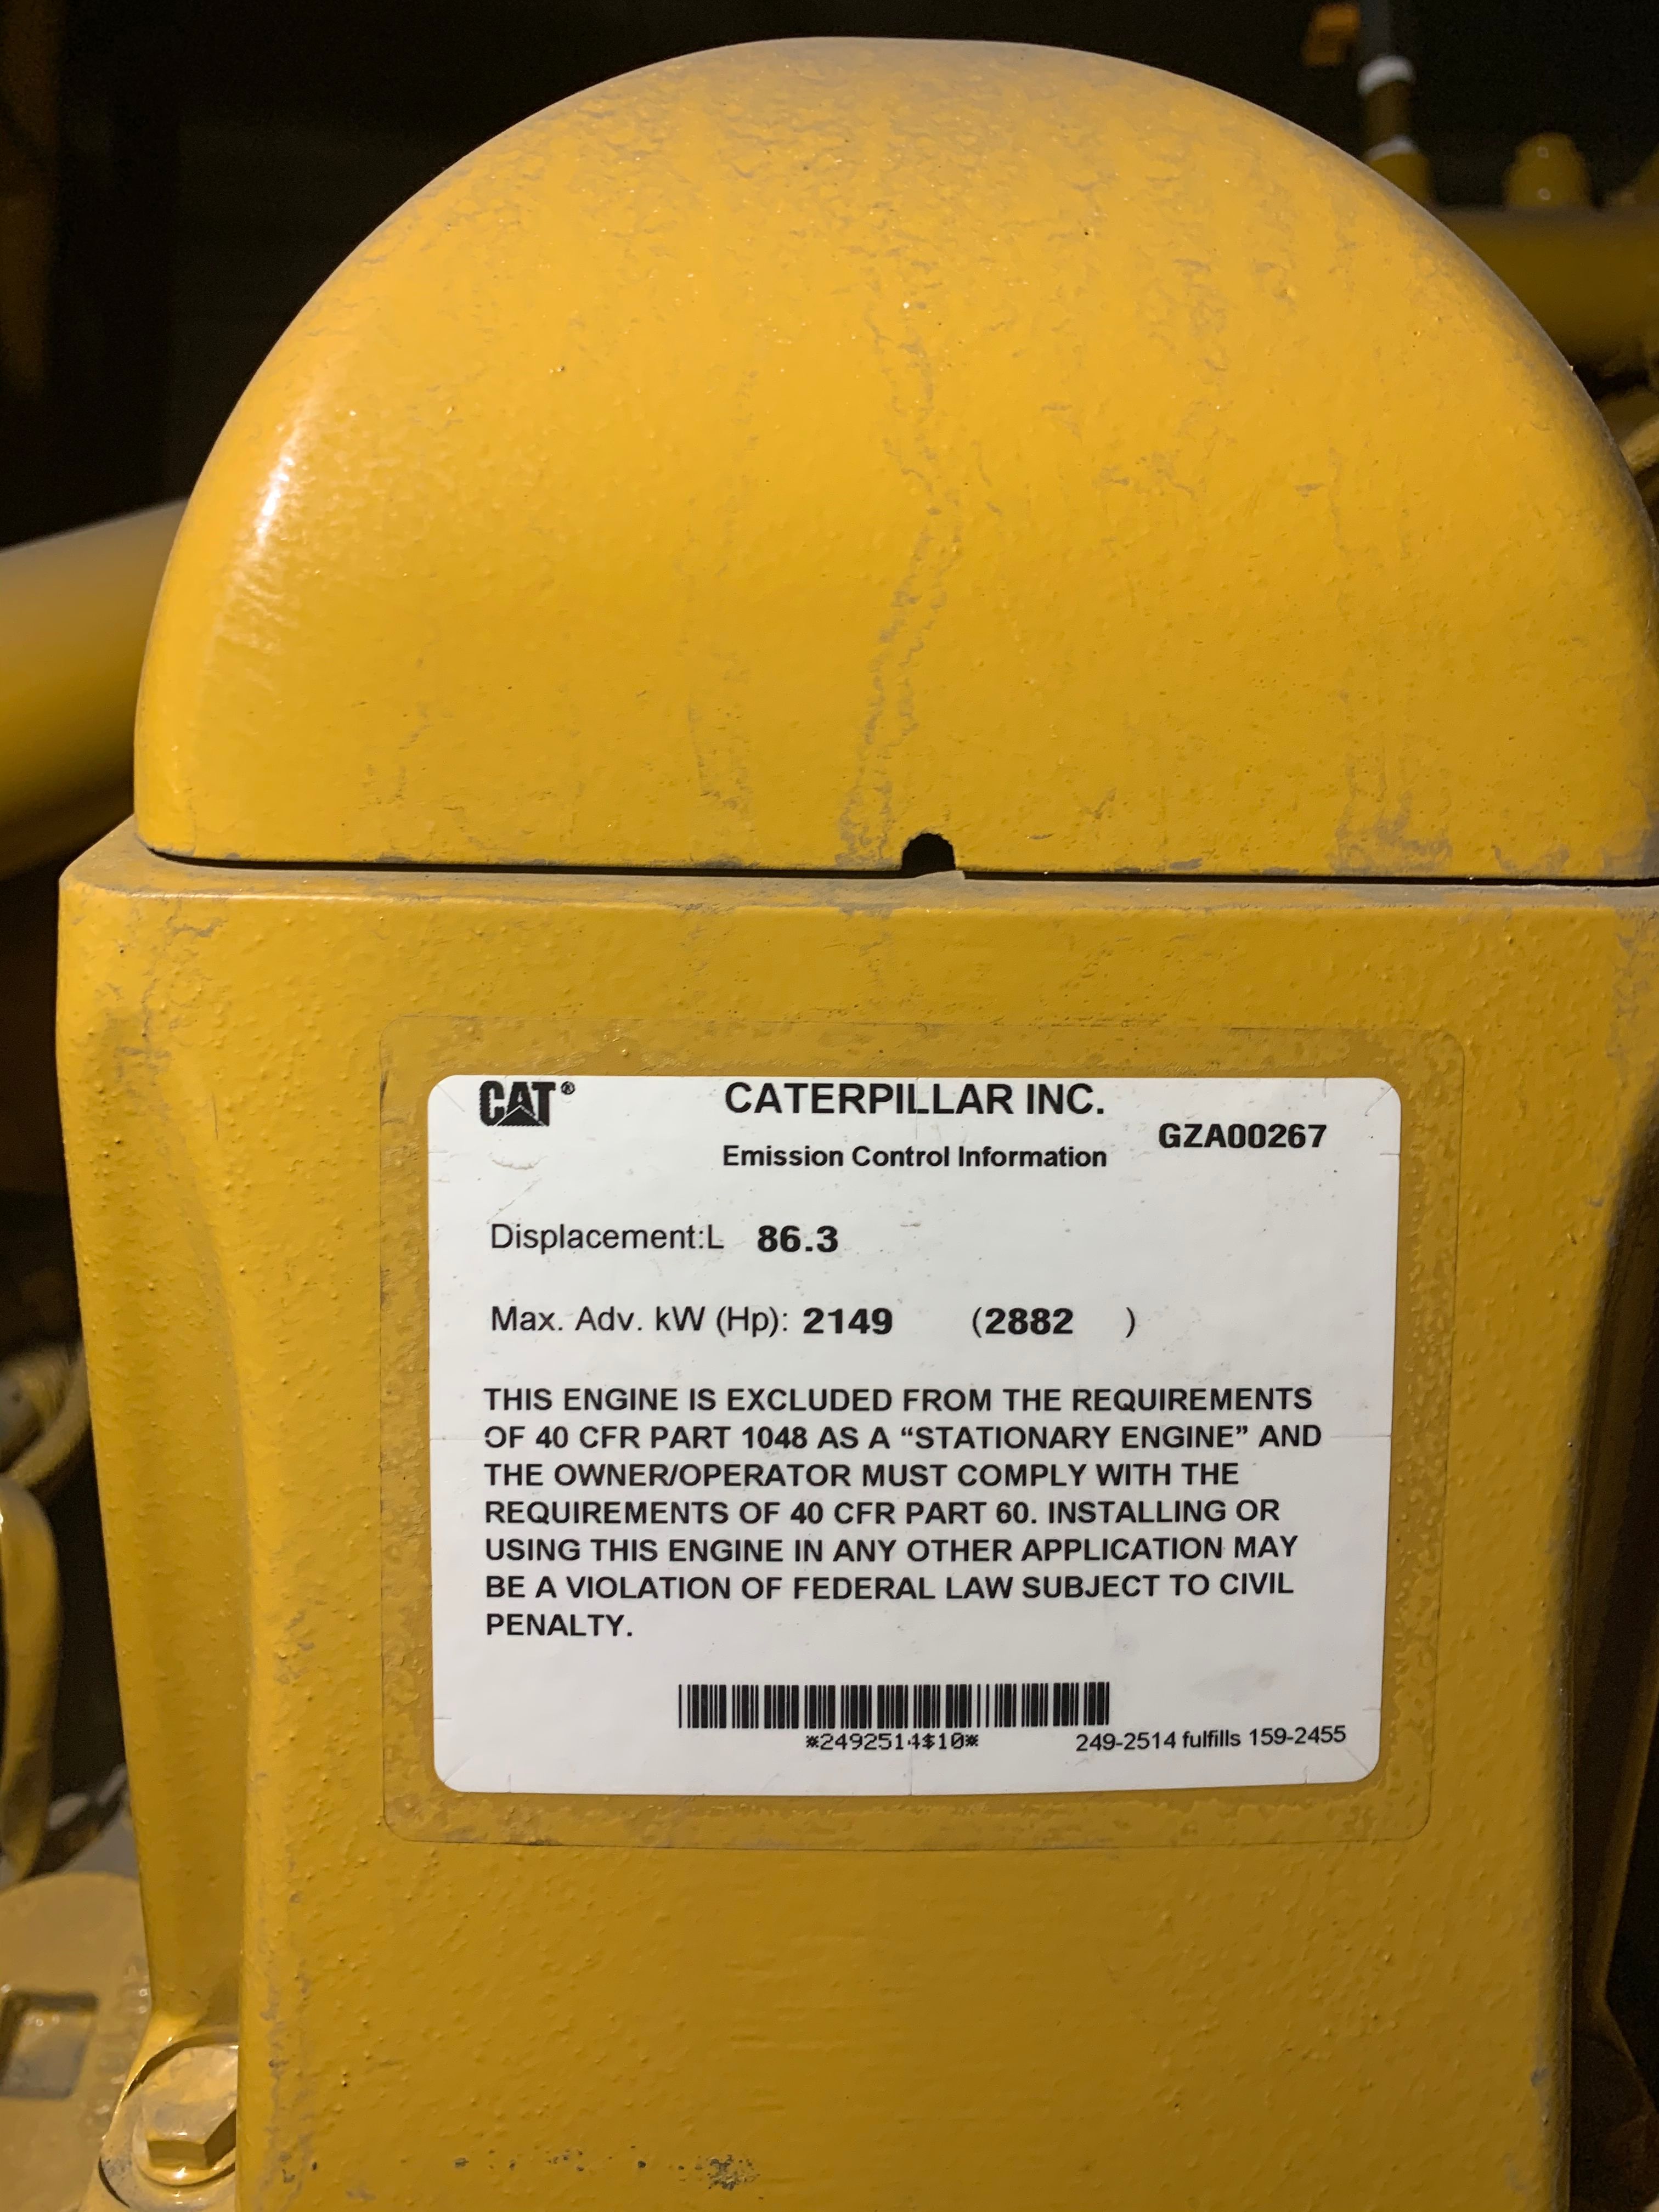 CAT® CATERPILLAR INC.
GZA00267
Emission Control Information
Displacement:L 86.3
Max. Adv. kW (Hp): 2149 (2882 )
THIS ENGINE IS EXCLUDED FROM THE REQUIREMENTS
OF 40 CFR PART 1048 AS A “STATIONARY ENGINE” AND
THE OWNER/OPERATOR MUST COMPLY WITH THE
REQUIREMENTS OF 40 CFR PART 60. INSTALLING OR
USING THIS ENGINE IN ANY OTHER APPLICATION MAY
BE A VIOLATION OF FEDERAL LAW SUBJECT TO CIVIL
PENALTY.
*2492514$10*
249-2514 fulfills 159-2455